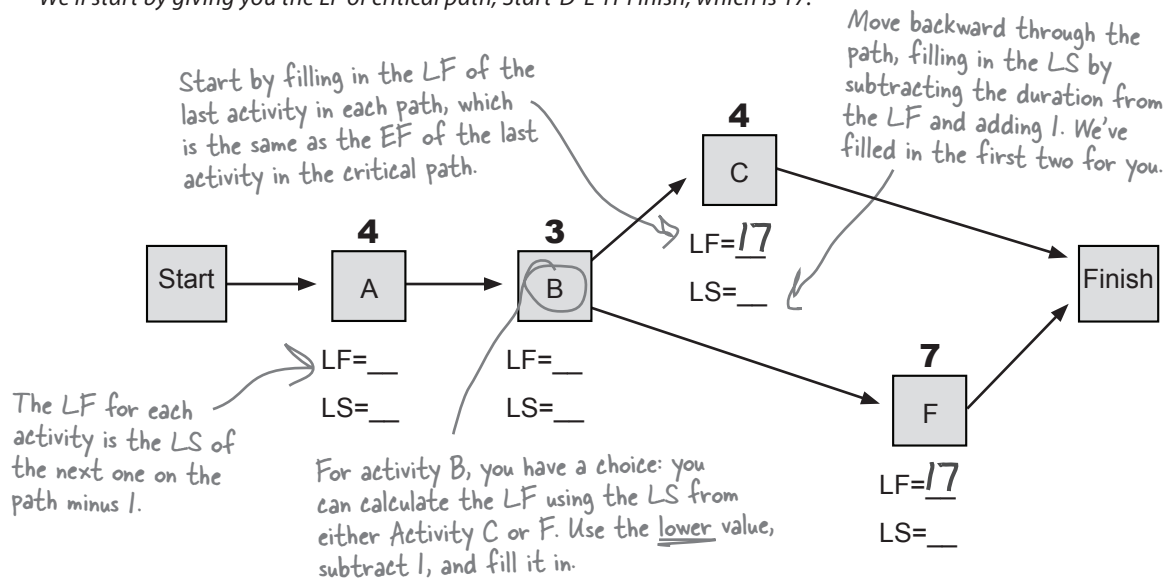 We'll start by giving you the LF of critical path, Start-D-E-H-Finish, which is 17.
Start by filling in the LF of the
last activity in each path, which
is the same as the EF of the last
activity in the critical path.
Move backward through the
path, filling in the LS by
subtracting the duration from
the LF and adding 1. We've
filled in the first two for you.
4
C
LF=17
LS=__
Start
4
A
LF=__
LS=__
3
B
LF=__
LS=__
Finish
7
F
LF=17
LS=__
The LF for each
activity is the LS of
the next one on the
path minus 1.
For activity B, you have a choice: you
can calculate the LF using the LS from
either Activity C or F. Use the lower value,
subtract 1, and fill it in.